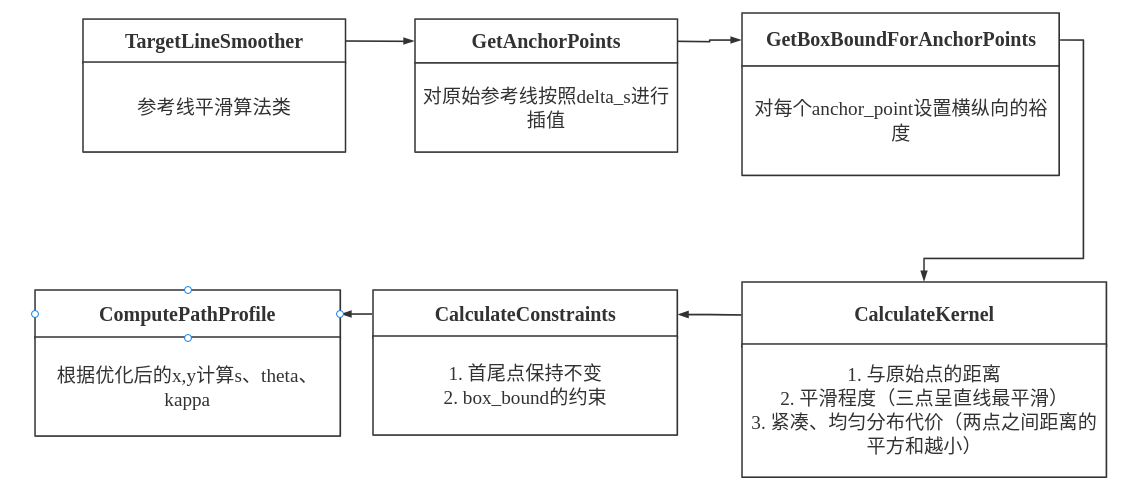 TargetLineSmoother
参考线平滑算法类
GetAnchorPoints
对原始参考线按照delta_s进行
插值
GetBoxBoundForAnchorPoints
对每个anchor_point设置横纵向的裕
度
CalculateKernel
1. 与原始点的距离
2. 平滑程度（三点呈直线最平滑）
3. 紧凑、均匀分布代价（两点之间距离的
平方和越小）
CalculateConstraints
1. 首尾点保持不变
2. box_bound的约束
ComputePathProfile
根据优化后的x,y计算s、theta、
kappa